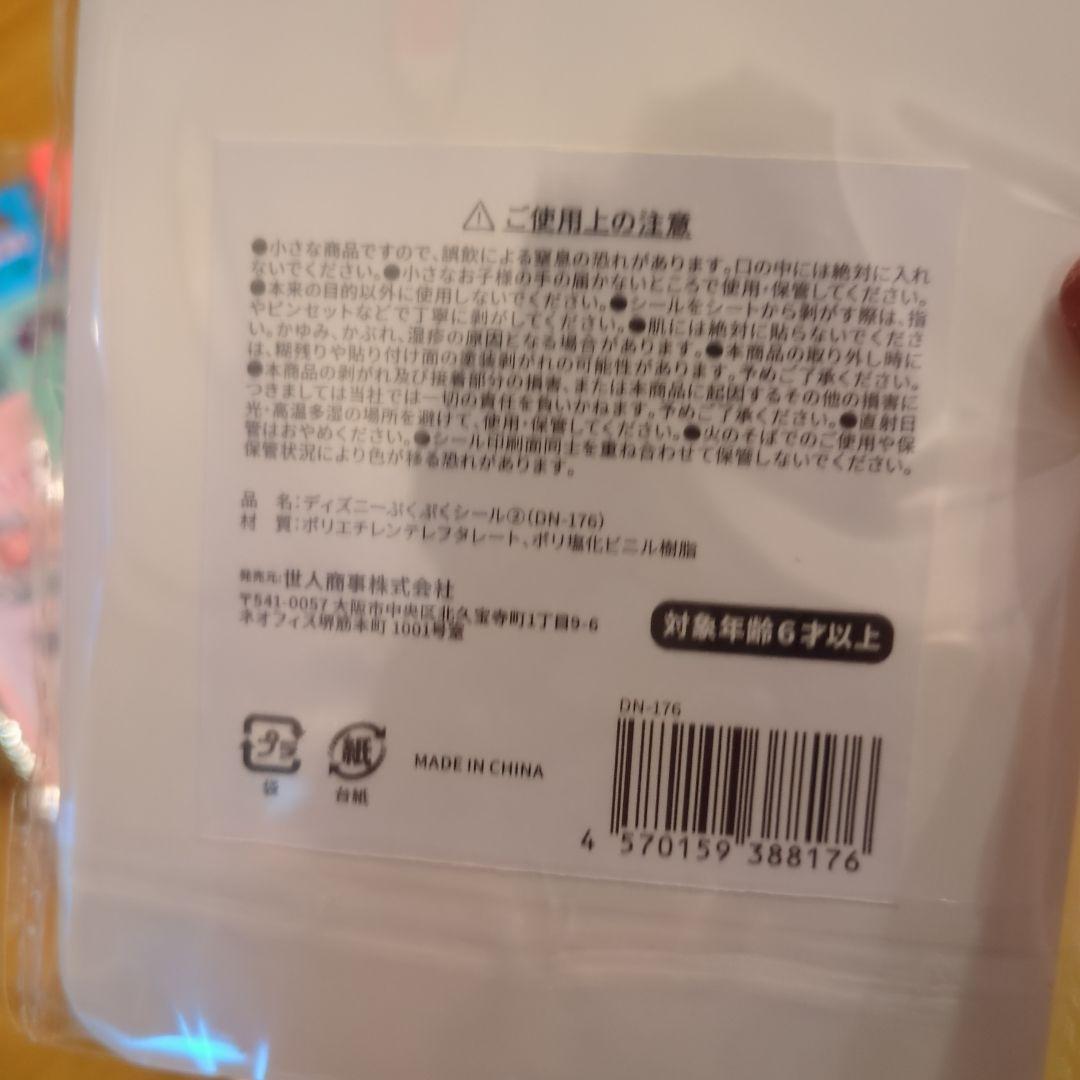 ⚠ ご使用上の注意
●小さな商品ですので、誤飲による窒息の恐れがあります。口の中には絶対に入れ
ないでください。●小さなお子様の手の届かないところで使用・保管してください。
●本来の目的以外に使用しないでください。●シールをシートから剥がす際は、指
やピンセットなどで丁寧に剥がしてください。●肌には絶対に貼らないでくださ
い。かゆみ、かぶれ、湿疹の原因となる場合があります。●本商品の取り外し時に
は、糊残りや貼り付け面の塗装剥がれの可能性があります。予めご了承ください。
●本商品の剥がれ及び接着部分の損害、または本商品に起因するその他の損害に
つきましては当社では一切の責任を負いかねます。予めご了承ください。●直射日
光・高温多湿の場所を避けて、使用・保管してください。●火のそばでのご使用や保
管はおやめください。●シール印刷面同士を重ね合わせて保管しないでください。
保管状況により色が移る恐れがあります。
品 名：ディズニーぷくぷくシール②(DN-176)
材 質：ポリエチレンテレフタレート、ポリ塩化ビニル樹脂
発売元：世人商事株式会社
〒541-0057 大阪市中央区北久宝寺町1丁目9-6
ネオフィス堺筋本町 1001号室
対象年齢6才以上
DN-176
プラ
袋
紙
台紙
MADE IN CHINA
4 570159 388176